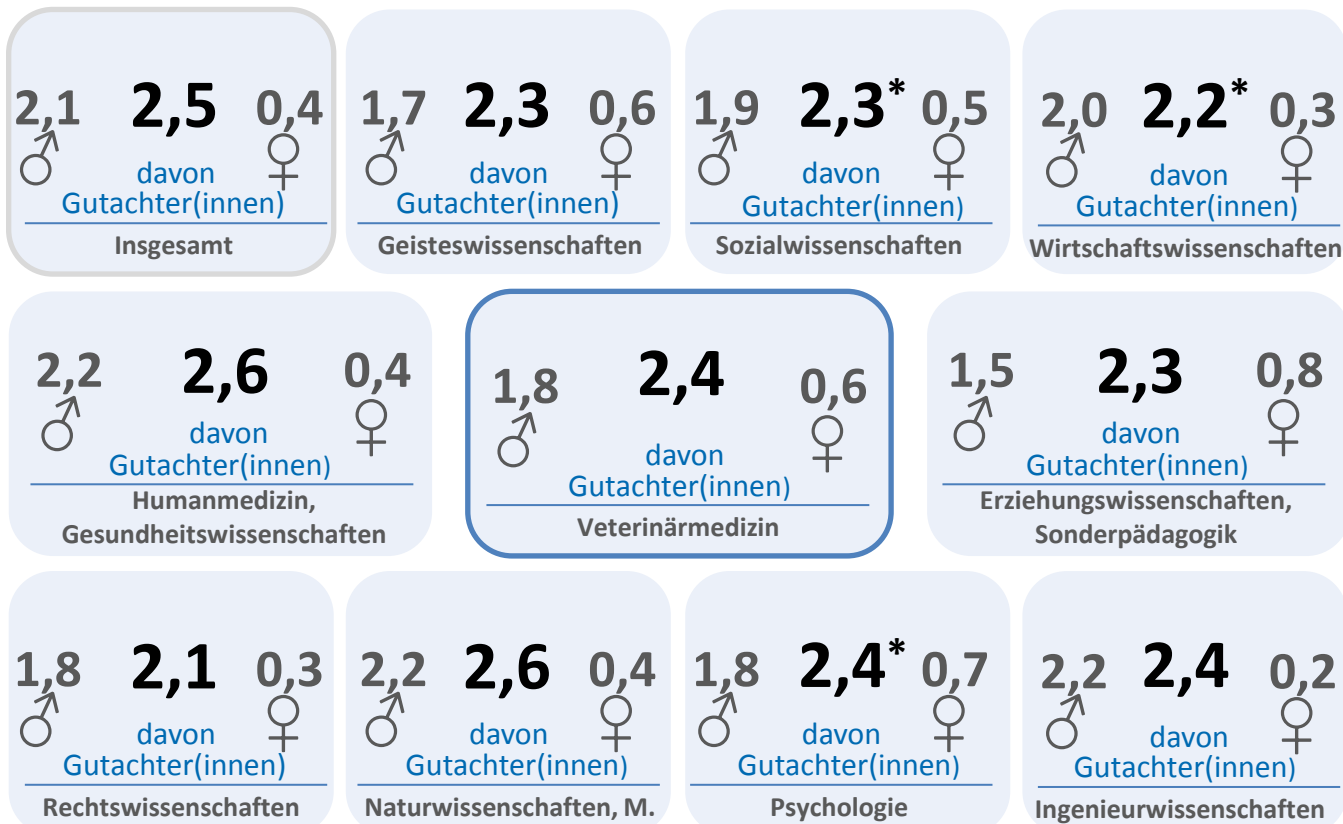 2,1 2,5 0,4
davon
Gutachter(innen)
Insgesamt
1,7 2,3 0,6
davon
Gutachter(innen)
Geisteswissenschaften
1,9 2,3* 0,5
davon
Gutachter(innen)
Sozialwissenschaften
2,0 2,2* 0,3
davon
Gutachter(innen)
Wirtschaftswissenschaften
2,2 2,6 0,4
davon
Gutachter(innen)
Humanmedizin,
Gesundheitswissenschaften
1,8 2,4 0,6
davon
Gutachter(innen)
Veterinärmedizin
1,5 2,3 0,8
davon
Gutachter(innen)
Erziehungswissenschaften,
Sonderpädagogik
1,8 2,1 0,3
davon
Gutachter(innen)
Rechtswissenschaften
2,2 2,6 0,4
davon
Gutachter(innen)
Naturwissenschaften, M.
1,8 2,4* 0,7
davon
Gutachter(innen)
Psychologie
2,2 2,4 0,2
davon
Gutachter(innen)
Ingenieurwissenschaften